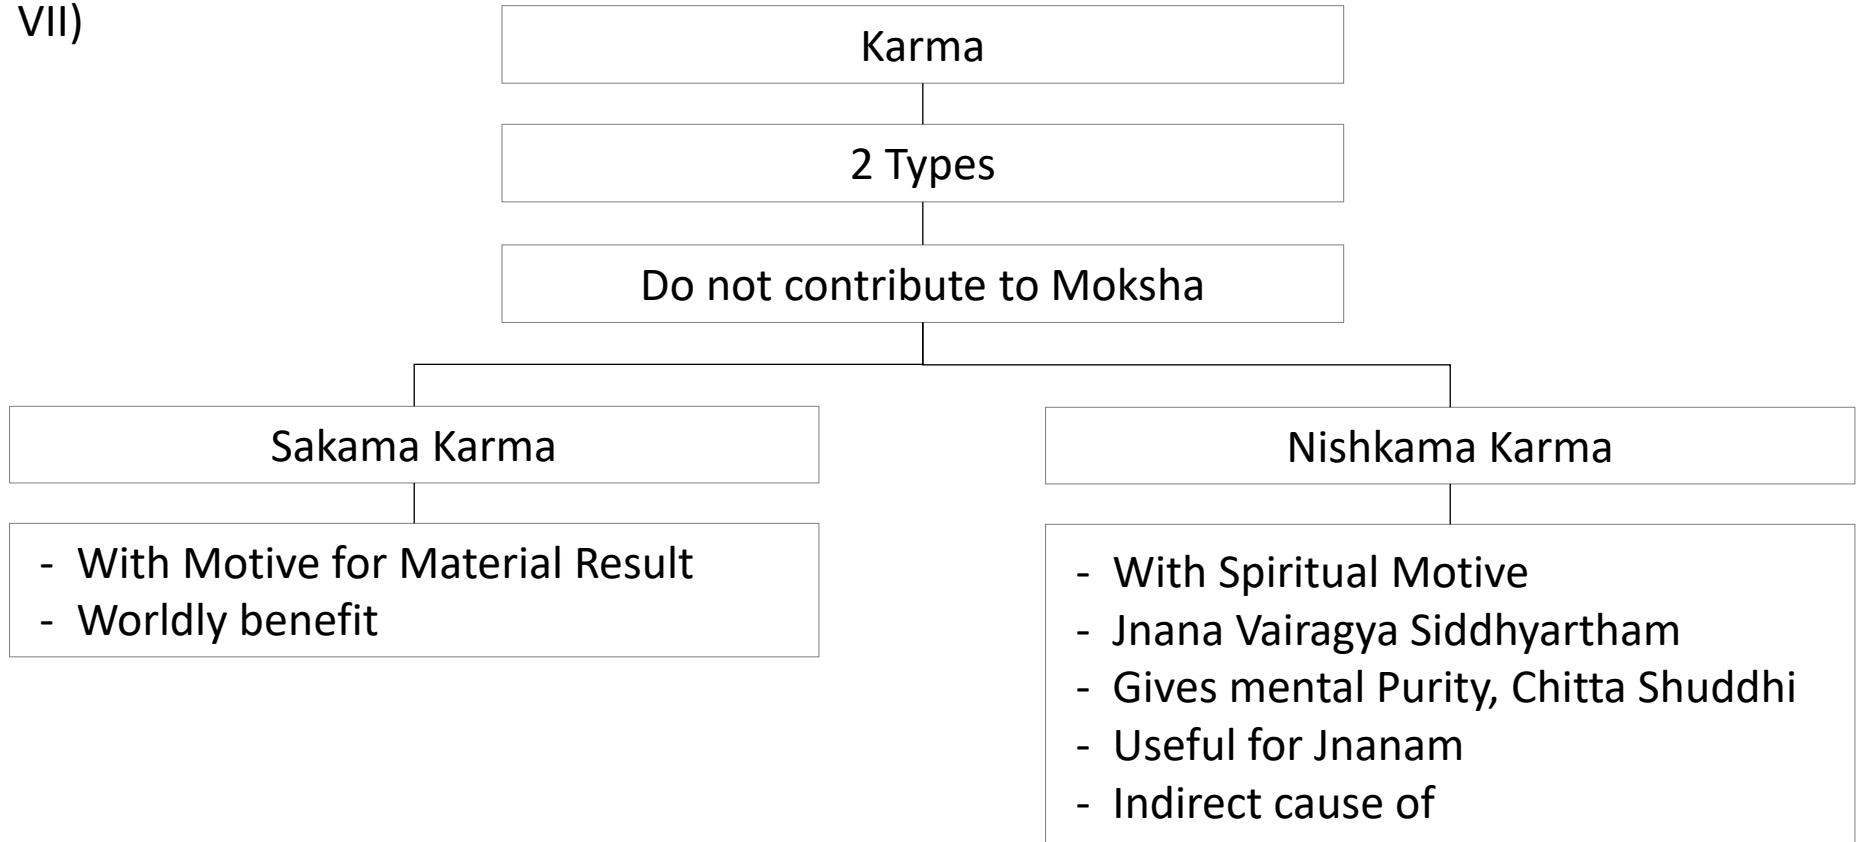 VII)
Karma
2 Types
Do not contribute to Moksha
Sakama Karma
- With Motive for Material Result
- Worldly benefit
Nishkama Karma
- With Spiritual Motive
- Jnana Vairagya Siddhyartham
- Gives mental Purity, Chitta Shuddhi
- Useful for Jnanam
- Indirect cause of